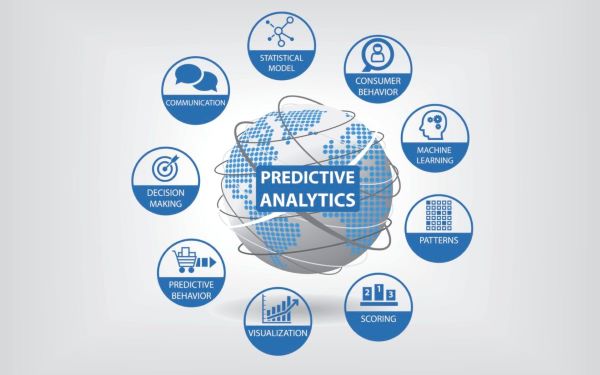 PREDICTIVE
ANALYTICS
STATISTICAL
MODEL
CONSUMER
BEHAVIOR
MACHINE
LEARNING
PATTERNS
2 1 3
SCORING
VISUALIZATION
PREDICTIVE
BEHAVIOR
DECISION
MAKING
COMMUNICATION